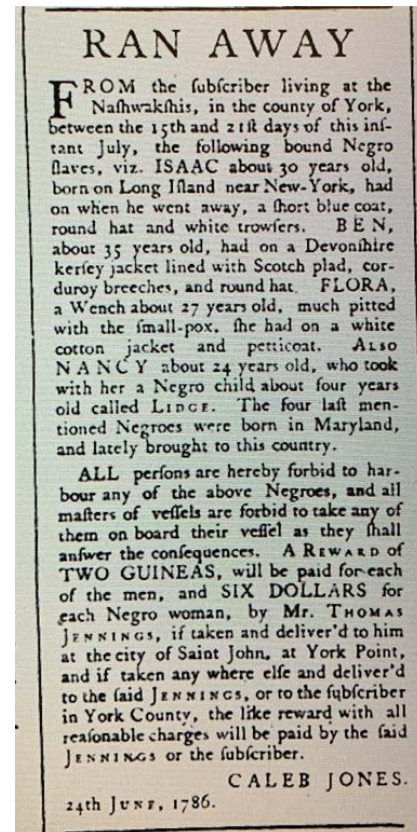 RAN AWAY
FROM the ſubſcriber living at the
Naſhwakſhis, in the county of York,
between the 15th and 21ſt days of this inſ-
tant July, the following bound Negro
ſlaves, viz. ISAAC about 30 years old,
born on Long Iſland near New-York, had
on when he went away, a ſhort blue coat,
round hat and white trowſers. BEN,
about 35 years old, had on a Devonſhire
kerſey jacket lined with Scotch plad, cor-
duroy breeches, and round hat. FLORA,
a Wench about 27 years old, much pitted
with the ſmall-pox, ſhe had on a white
cotton jacket and petticoat. ALSO
NANCY about 24 years old, who took
with her a Negro child about four years
old called LIDGE. The four laſt men-
tioned Negroes were born in Maryland,
and lately brought to this country.
ALL perſons are hereby forbid to har-
bour any of the above Negroes, and all
maſters of veſſels are forbid to take any of
them on board their veſſel as they ſhall
anſwer the conſequences. A REWARD of
TWO GUINEAS, will be paid for each
of the men, and SIX DOLLARS for
each Negro woman, by Mr. THOMAS
JENNINGS, if taken and deliver'd to him
at the city of Saint John, at York Point,
and if taken any where elſe and deliver'd
to the ſaid JENNINGS, or to the ſubſcriber
in York County, the like reward with all
reaſonable charges will be paid by the ſaid
JENNINGS or the ſubſcriber.
CALEB JONES.
24th JUNE, 1786.